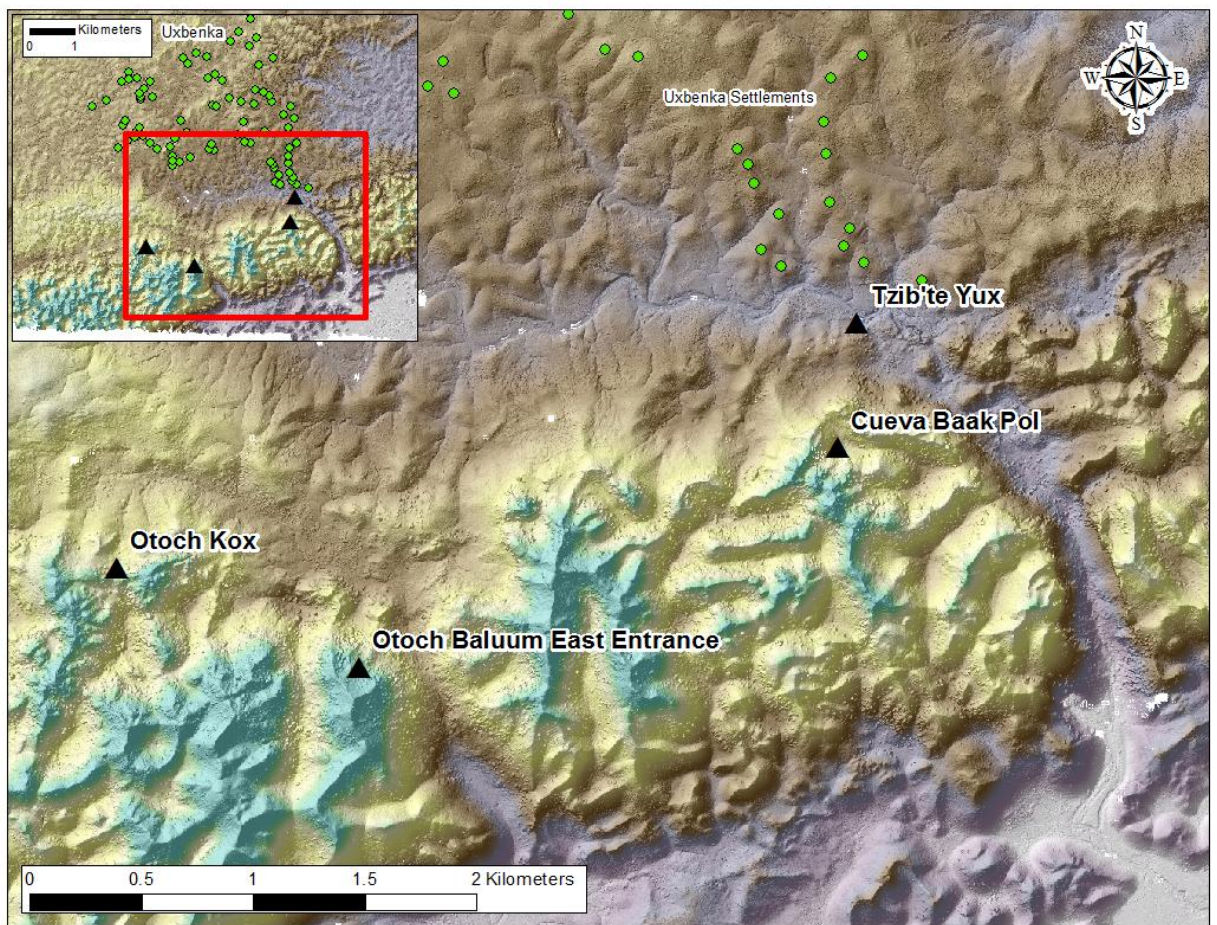 Kilometers
0 1
Uxbenka
N
W E
S
Uxbenka Settlements
Tzib'te Yux
Cueva Baak Pol
Otoch Kox
Otoch Baluum East Entrance
0 0.5 1 1.5 2 Kilometers